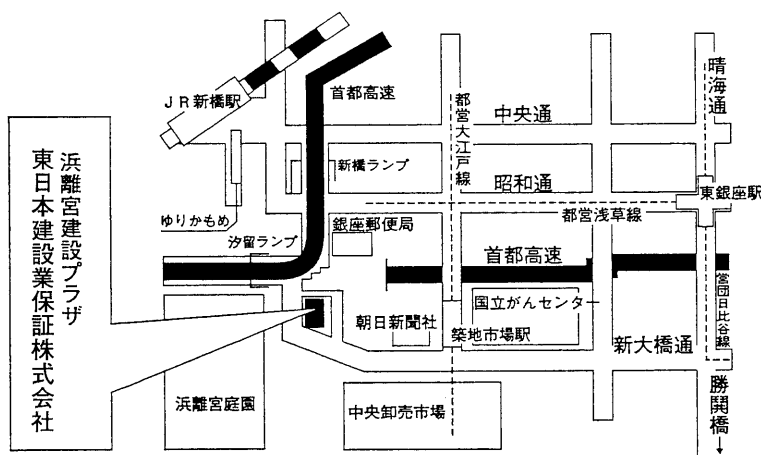 浜離宮建設プラザ
東日本建設業保証株式会社
JR新橋駅
首都高速
都営大江戸線
中央通
晴海通
新橋ランプ
昭和通
東銀座駅
ゆりかもめ
都営浅草線
汐留ランプ
銀座郵便局
首都高速
営団日比谷線
国立がんセンター
朝日新聞社
築地市場駅
新大橋通
浜離宮庭園
中央卸売市場
勝鬨橋